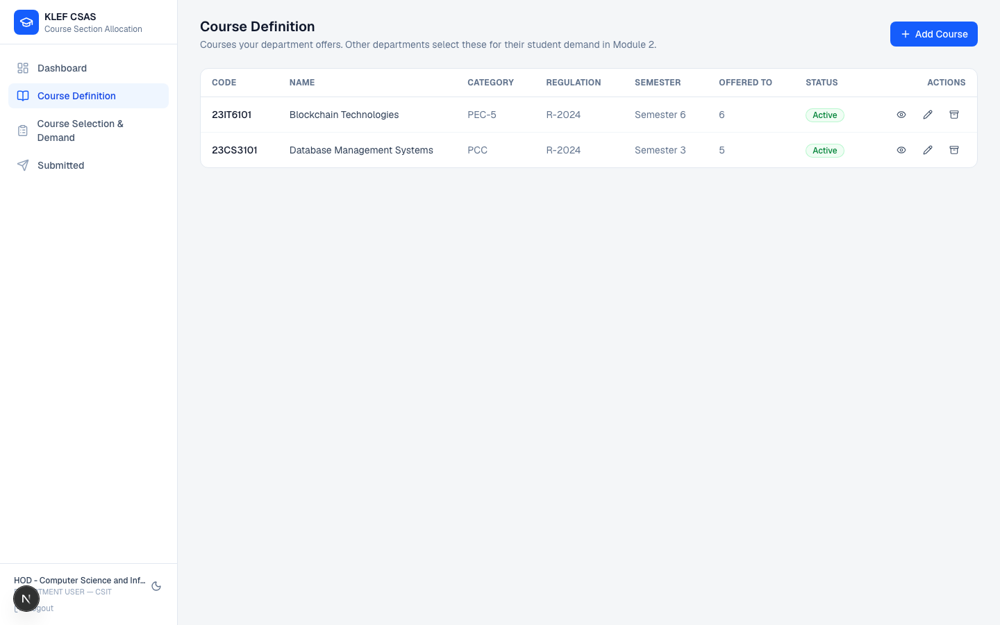 KLEF CSAS
Course Section Allocation
Dashboard
Course Definition
Course Selection &
Demand
Submitted
HOD - Computer Science and Inf...
TMENT USER — CSIT
gout
Course Definition
Courses your department offers. Other departments select these for their student demand in Module 2.
Add Course
CODE NAME CATEGORY REGULATION SEMESTER OFFERED TO STATUS ACTIONS
23IT6101 Blockchain Technologies PEC-5 R-2024 Semester 6 6 Active
23CS3101 Database Management Systems PCC R-2024 Semester 3 5 Active